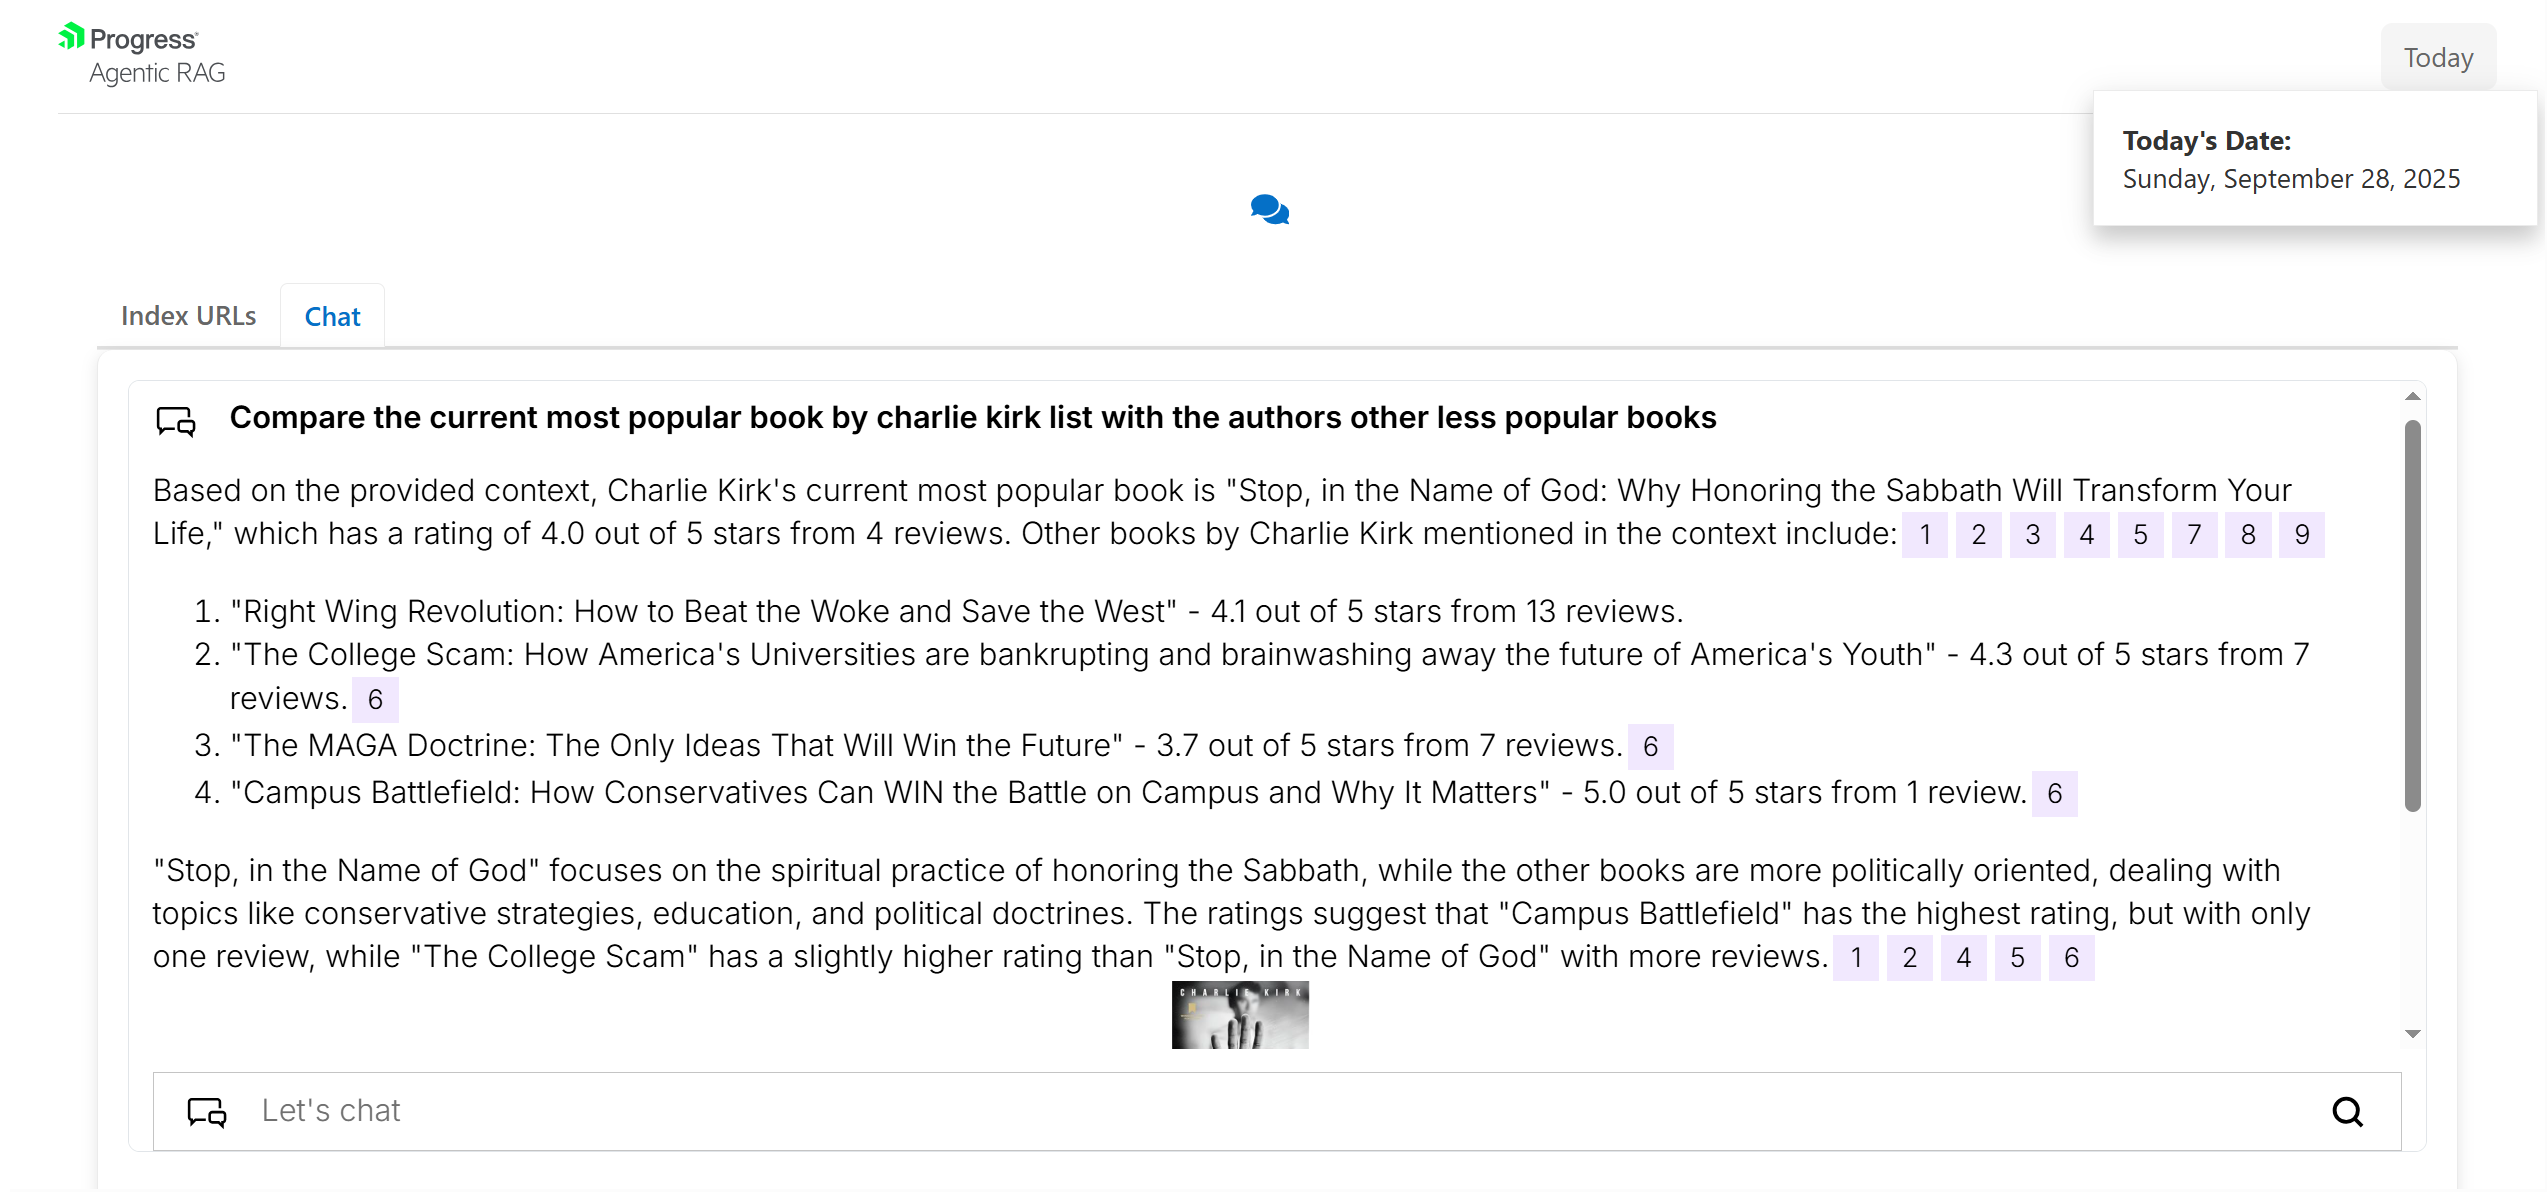 Progress®
Agentic RAG
Today
Today's Date:
Sunday, September 28, 2025
Index URLs
Chat
Compare the current most popular book by charlie kirk list with the authors other less popular books
Based on the provided context, Charlie Kirk's current most popular book is "Stop, in the Name of God: Why Honoring the Sabbath Will Transform Your
Life," which has a rating of 4.0 out of 5 stars from 4 reviews. Other books by Charlie Kirk mentioned in the context include: 1 2 3 4 5 7 8 9
1. "Right Wing Revolution: How to Beat the Woke and Save the West" - 4.1 out of 5 stars from 13 reviews.
2. "The College Scam: How America's Universities are bankrupting and brainwashing away the future of America's Youth" - 4.3 out of 5 stars from 7
reviews. 6
3. "The MAGA Doctrine: The Only Ideas That Will Win the Future" - 3.7 out of 5 stars from 7 reviews. 6
4. "Campus Battlefield: How Conservatives Can WIN the Battle on Campus and Why It Matters" - 5.0 out of 5 stars from 1 review. 6
"Stop, in the Name of God" focuses on the spiritual practice of honoring the Sabbath, while the other books are more politically oriented, dealing with
topics like conservative strategies, education, and political doctrines. The ratings suggest that "Campus Battlefield" has the highest rating, but with only
one review, while "The College Scam" has a slightly higher rating than "Stop, in the Name of God" with more reviews. 1 2 4 5 6
CHARLIE KIRK
Let's chat